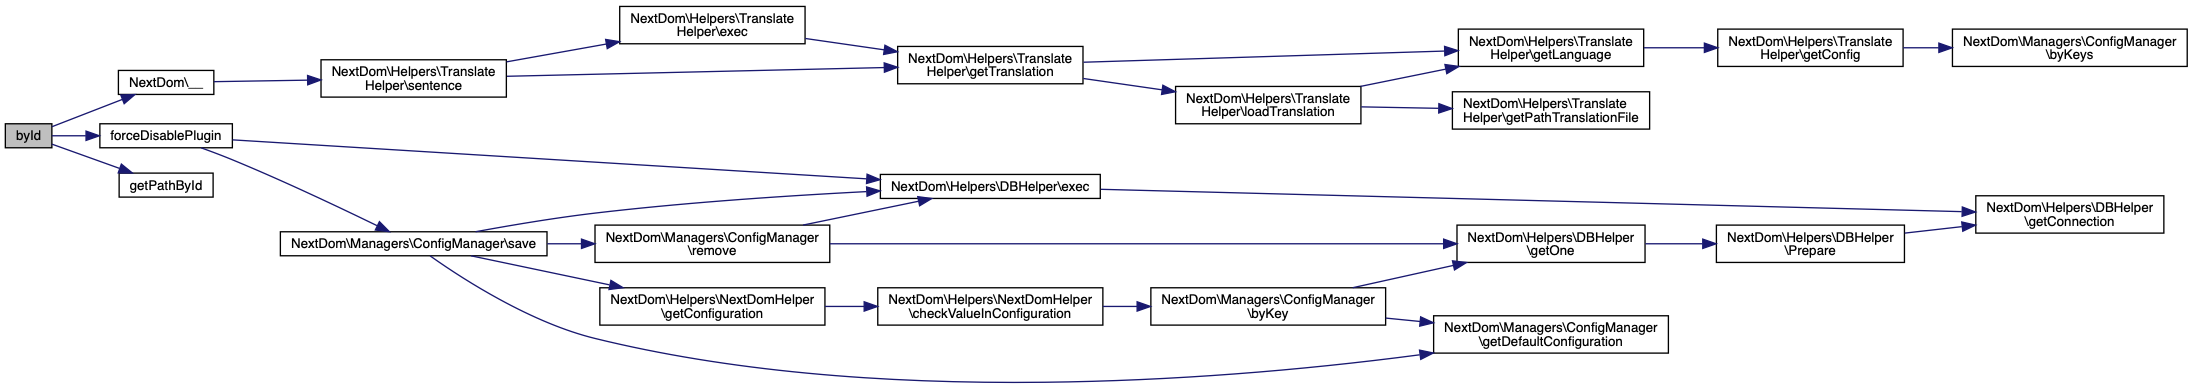 byId
NextDom\__
forceDisablePlugin
getPathById
NextDom\Helpers\Translate
Helper\sentence
NextDom\Helpers\Translate
Helper\exec
NextDom\Helpers\Translate
Helper\getTranslation
NextDom\Helpers\Translate
Helper\loadTranslation
NextDom\Helpers\Translate
Helper\getLanguage
NextDom\Helpers\Translate
Helper\getPathTranslationFile
NextDom\Helpers\Translate
Helper\getConfig
NextDom\Managers\ConfigManager
\byKeys
NextDom\Managers\ConfigManager\save
NextDom\Helpers\DBHelper\exec
NextDom\Managers\ConfigManager
\remove
NextDom\Helpers\NextDomHelper
\getConfiguration
NextDom\Helpers\NextDomHelper
\checkValueInConfiguration
NextDom\Managers\ConfigManager
\byKey
NextDom\Helpers\DBHelper
\getOne
NextDom\Managers\ConfigManager
\getDefaultConfiguration
NextDom\Helpers\DBHelper
\Prepare
NextDom\Helpers\DBHelper
\getConnection